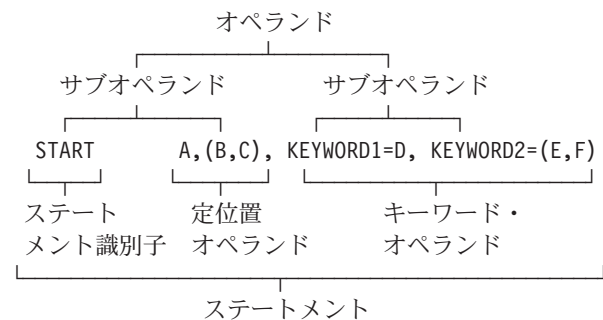 オペランド
サブオペランド サブオペランド
START A,(B,C), KEYWORD1=D, KEYWORD2=(E,F)
ステート 定位置 キーワード・
メント識別子 オペランド オペランド
ステートメント